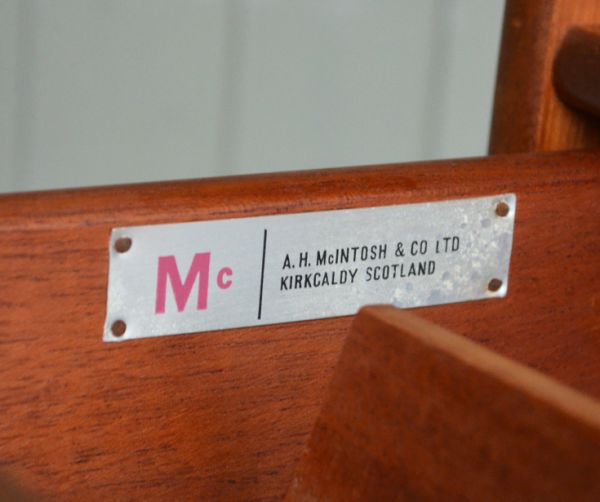 Mc
A. H. McINTOSH & CO LTD
KIRKCALDY SCOTLAND